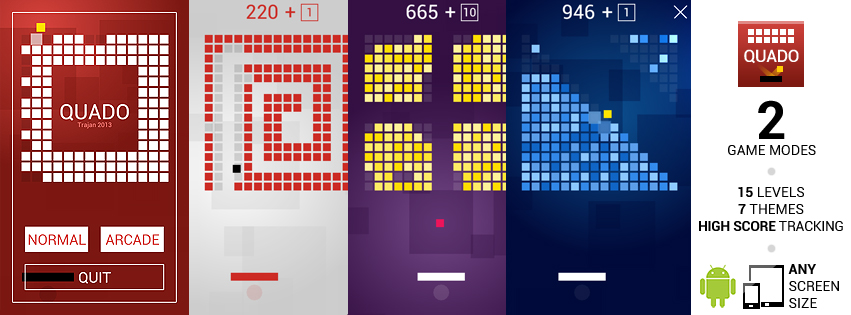 QUADO
Trajan 2013
NORMAL
ARCADE
QUIT
220 + 1
665 + 10
946 + 1
QUADO
2
GAME MODES
15 LEVELS
7 THEMES
HIGH SCORE TRACKING
ANY
SCREEN
SIZE